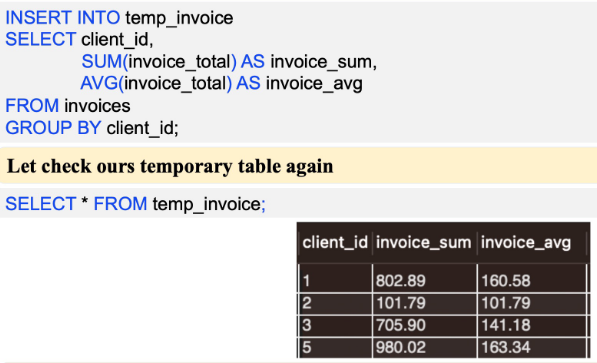 INSERT INTO temp_invoice
SELECT client_id,
SUM(invoice_total) AS invoice_sum,
AVG(invoice_total) AS invoice_avg
FROM invoices
GROUP BY client_id;
Let check ours temporary table again
SELECT * FROM temp_invoice;
client_id invoice_sum invoice_avg
1 802.89 160.58
2 101.79 101.79
3 705.90 141.18
5 980.02 163.34